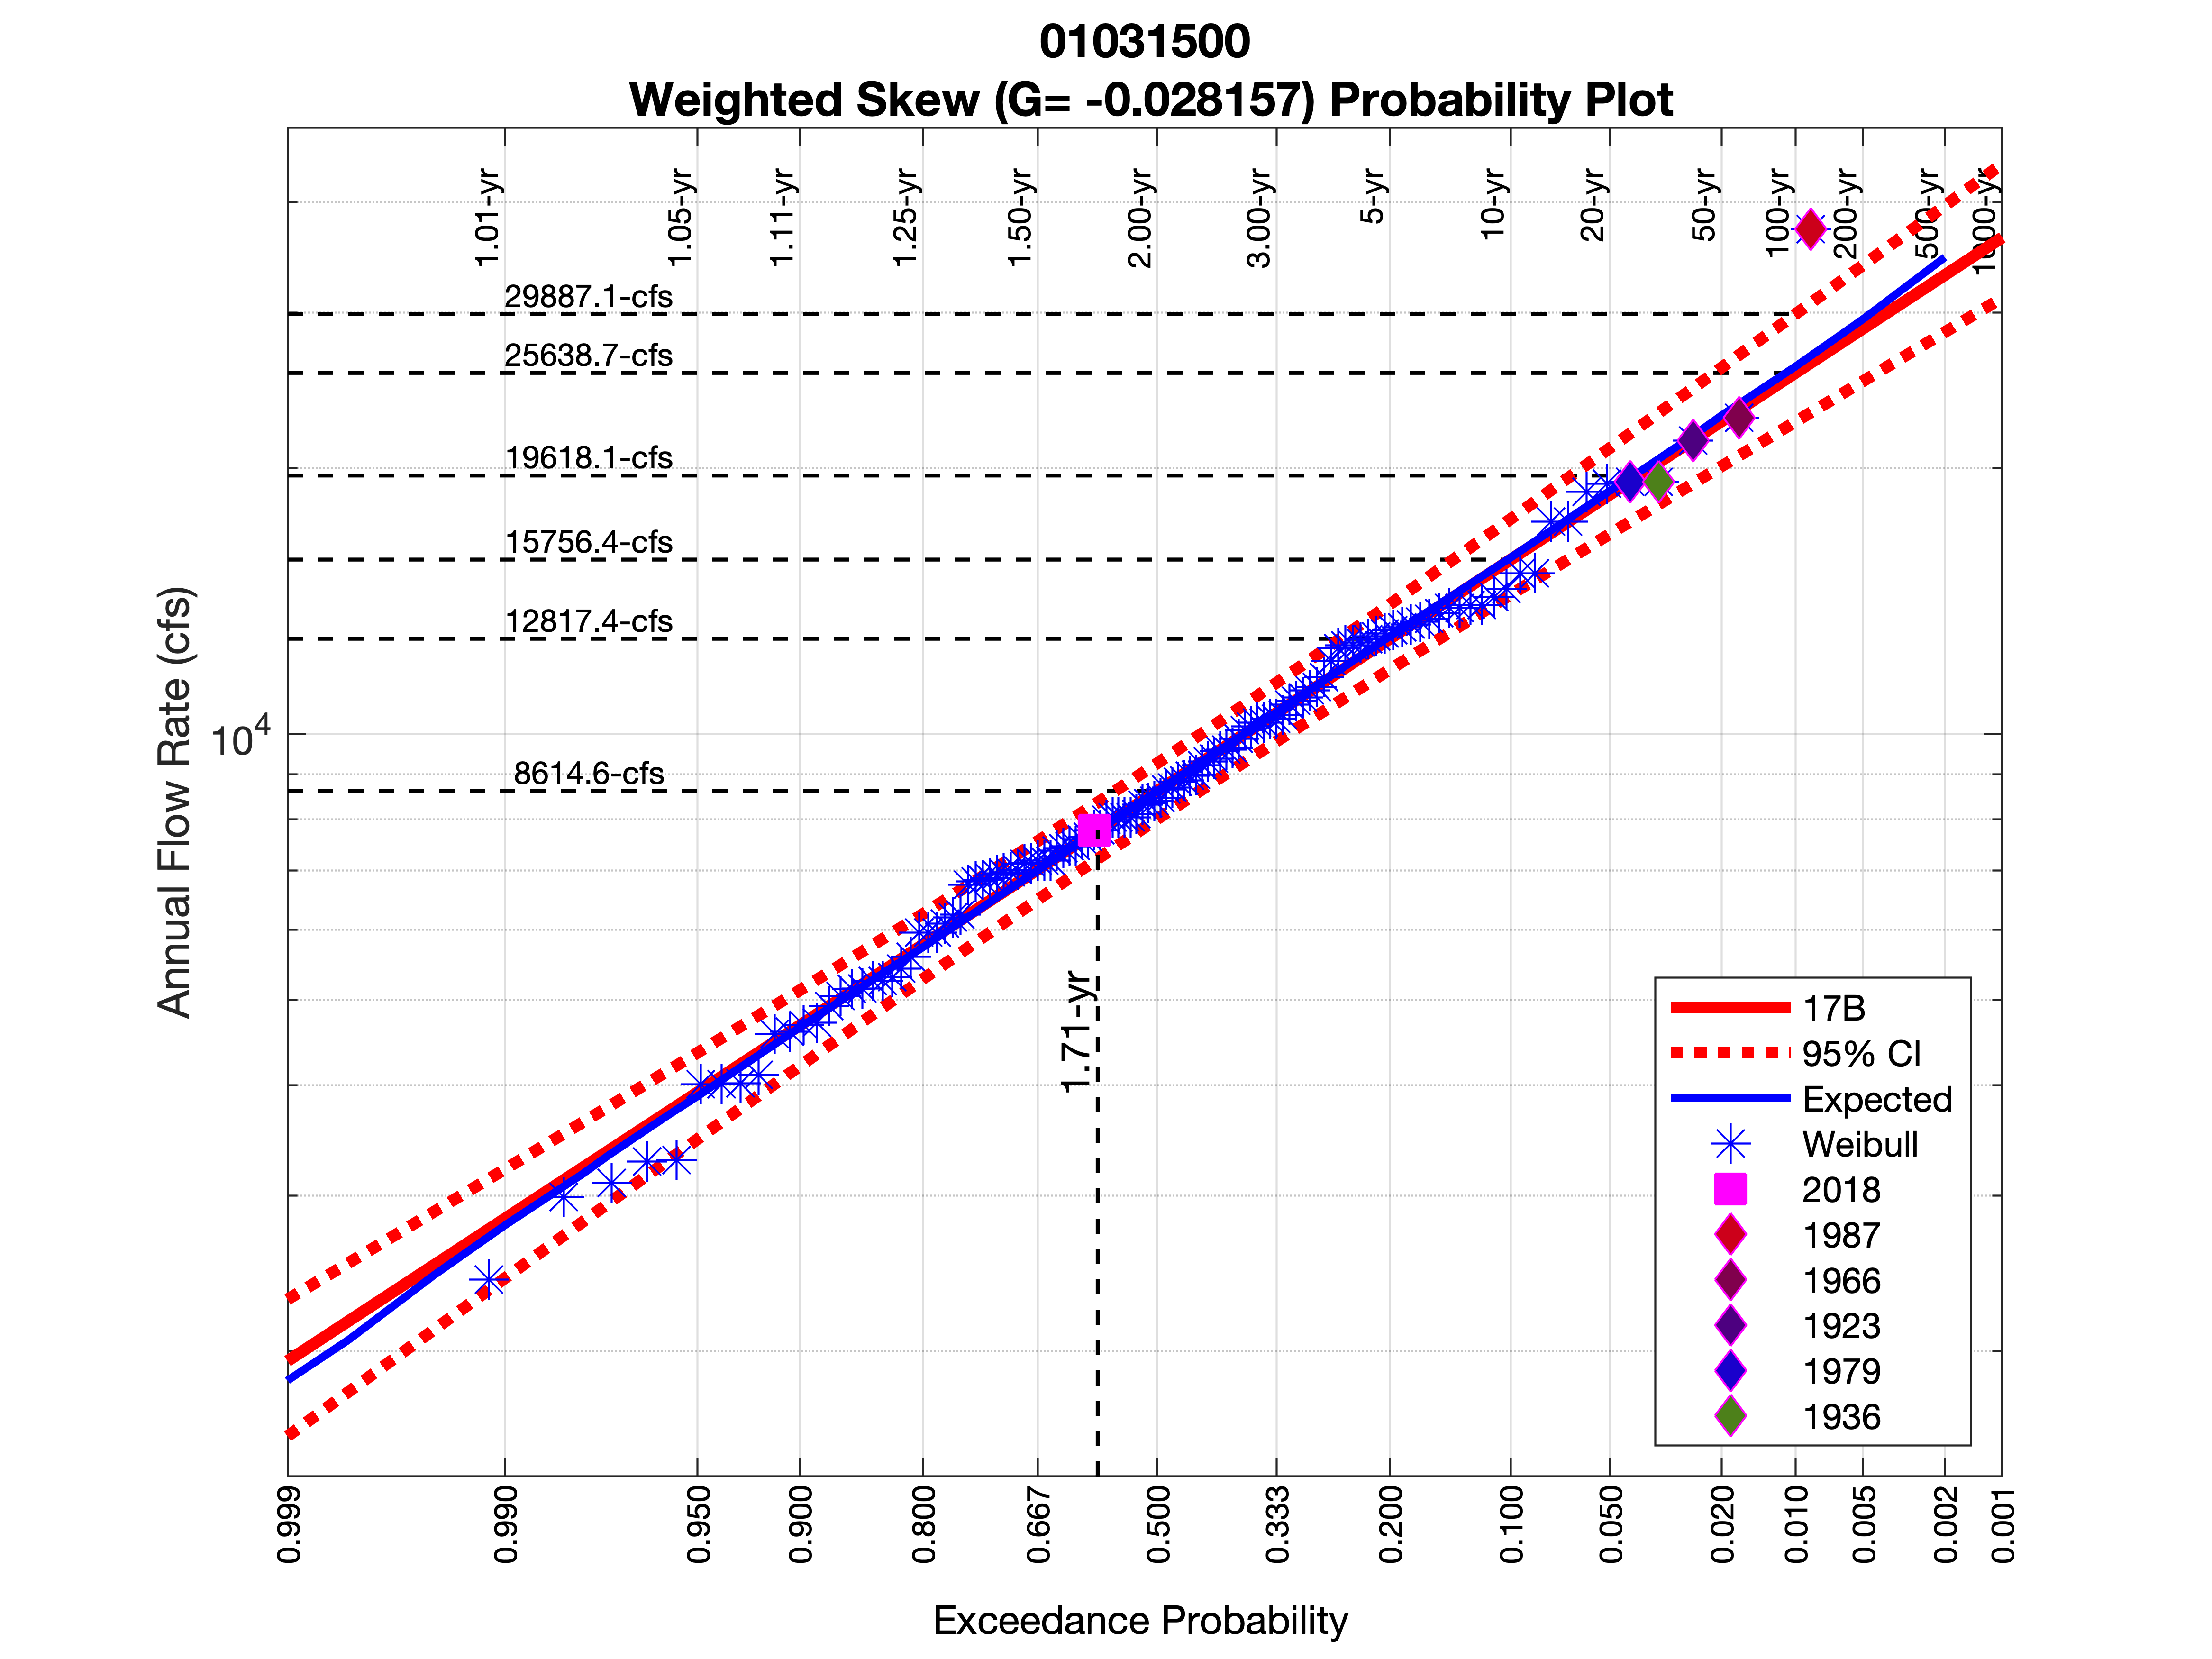 01031500
Weighted Skew (G= -0.028157) Probability Plot
1.01-yr
1.05-yr
1.11-yr
1.25-yr
1.50-yr
2.00-yr
3.00-yr
5-yr
10-yr
20-yr
50-yr
100-yr
200-yr
500-yr
1000-yr
29887.1-cfs
25638.7-cfs
19618.1-cfs
15756.4-cfs
12817.4-cfs
8614.6-cfs
10^4
Annual Flow Rate (cfs)
1.71-yr
17B
95% CI
Expected
Weibull
2018
1987
1966
1923
1979
1936
0.999
0.990
0.950
0.900
0.800
0.667
0.500
0.333
0.200
0.100
0.050
0.020
0.010
0.005
0.002
0.001
Exceedance Probability